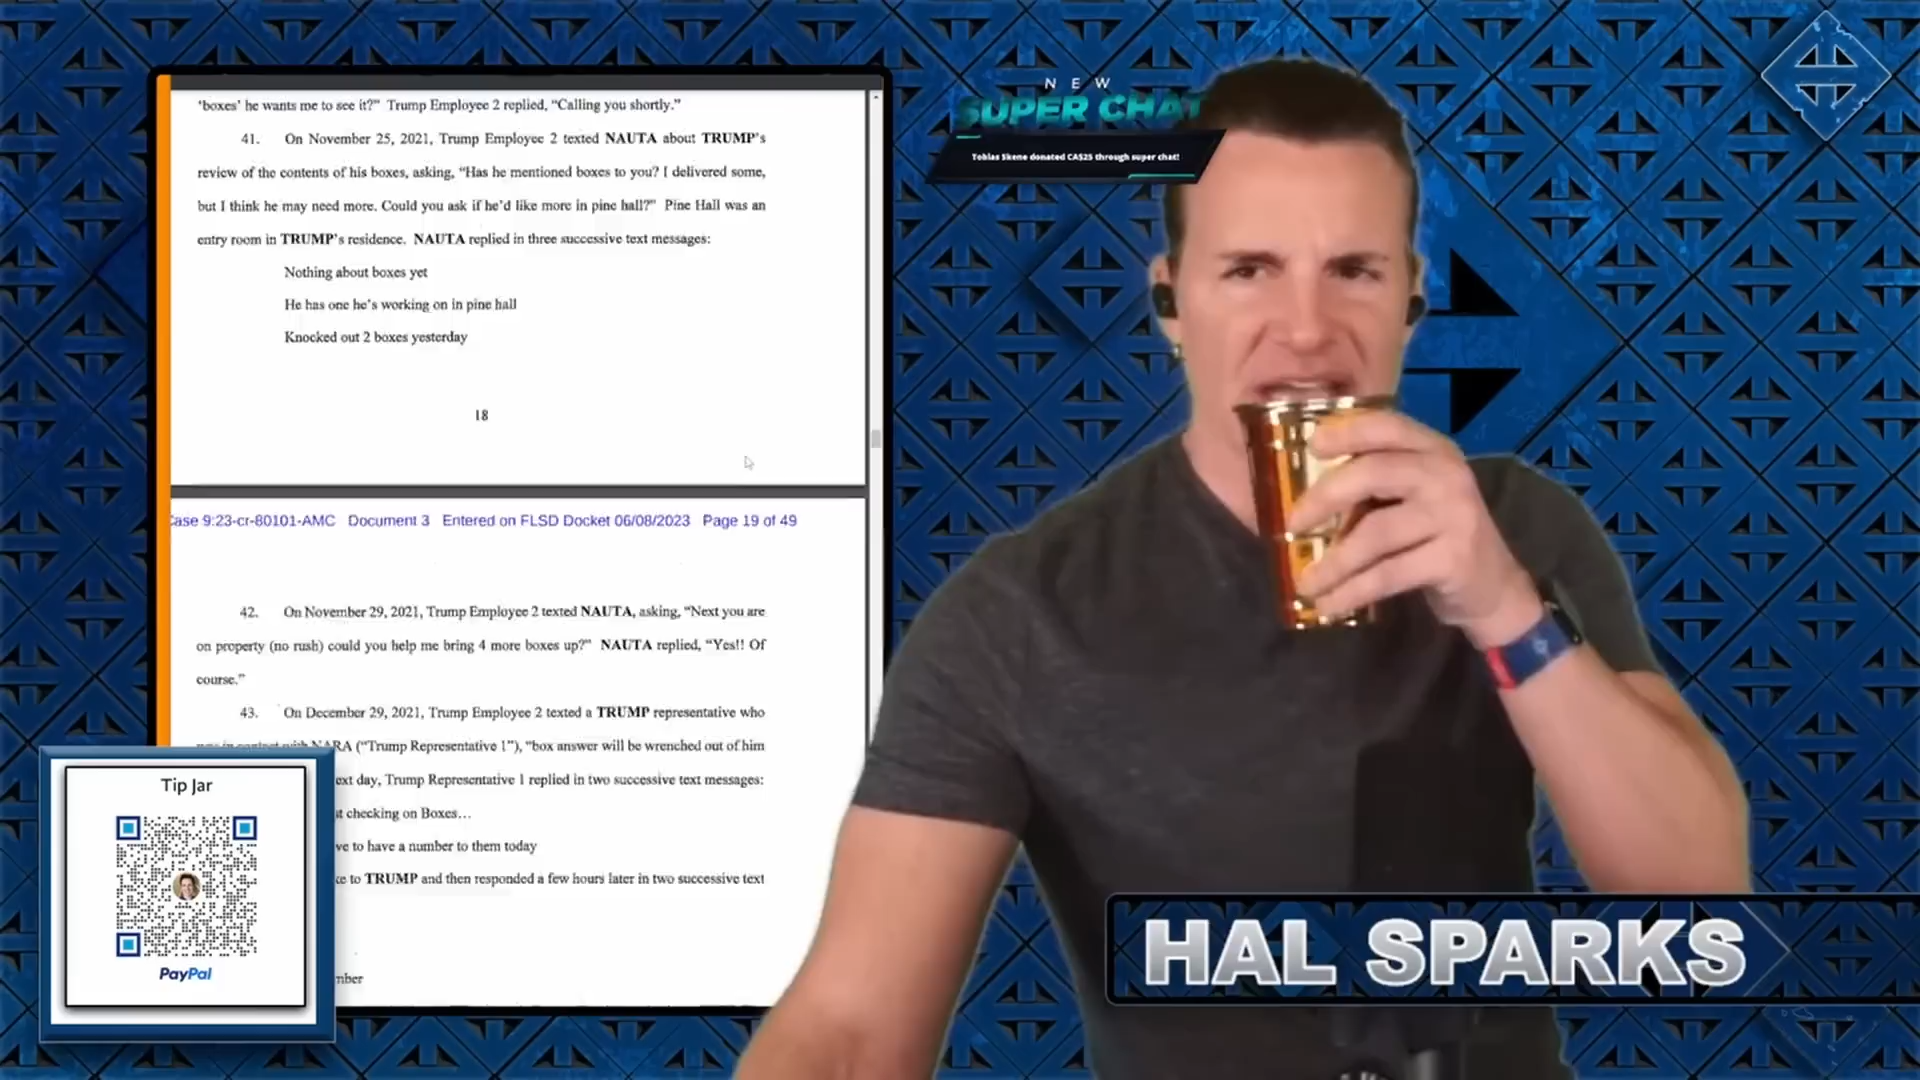 'boxes' he wants me to see it?" Trump Employee 2 replied, "Calling you shortly."
41. On November 25, 2021, Trump Employee 2 texted NAUTA about TRUMP's
review of the contents of his boxes, asking, "Has he mentioned boxes to you? I delivered some,
but I think he may need more. Could you ask if he'd like more in pine hall?" Pine Hall was an
entry room in TRUMP's residence. NAUTA replied in three successive text messages:
Nothing about boxes yet
He has one he's working on in pine hall
Knocked out 2 boxes yesterday
18
Case 9:23-cr-80101-AMC Document 3 Entered on FLSD Docket 06/08/2023 Page 19 of 49
42. On November 29, 2021, Trump Employee 2 texted NAUTA, asking, "Next you are
on property (no rush) could you help me bring 4 more boxes up?" NAUTA replied, "Yes!! Of
course."
43. On December 29, 2021, Trump Employee 2 texted a TRUMP representative who
NARA ("Trump Representative 1"), "box answer will be wrenched out of him
ext day, Trump Representative 1 replied in two successive text messages:
t checking on Boxes...
ve to have a number to them today
ke to TRUMP and then responded a few hours later in two successive text
mber
NEW
SUPER CHAT
Tobias Skene donated CA$25 through super chat!
Tip Jar
PayPal
HAL SPARKS